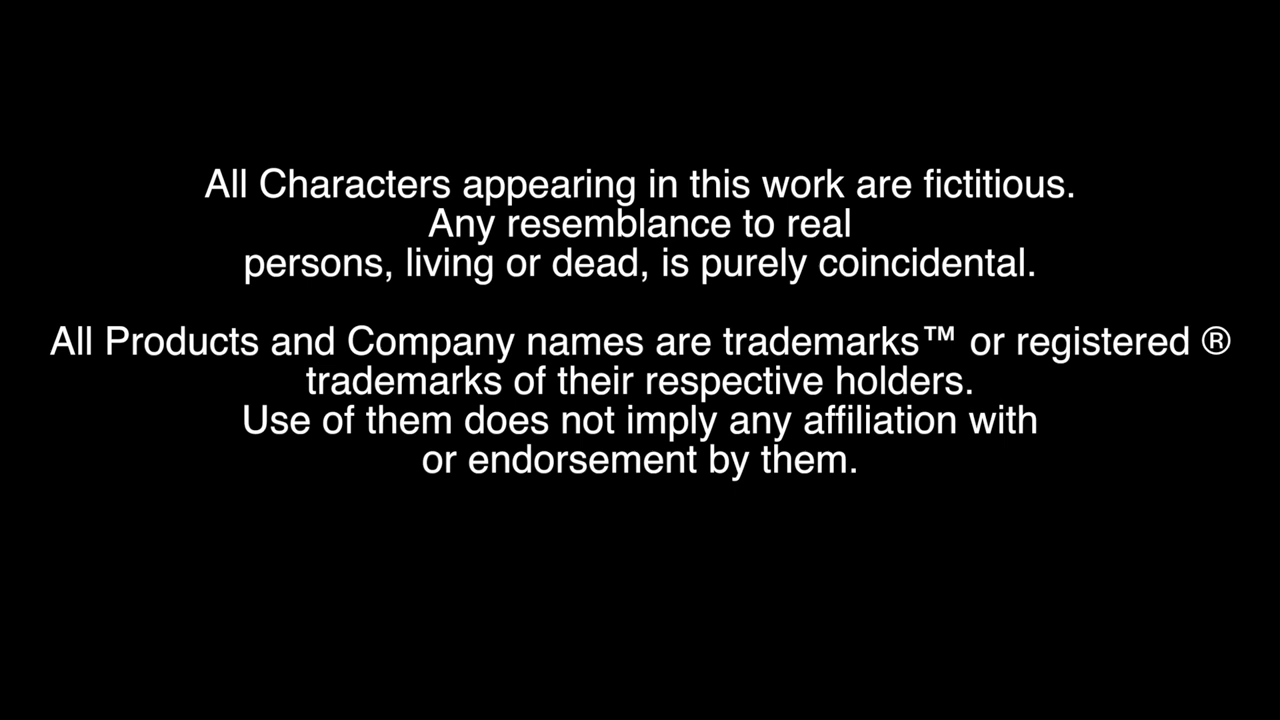 All Characters appearing in this work are fictitious.
Any resemblance to real
persons, living or dead, is purely coincidental.
All Products and Company names are trademarks™ or registered ®
trademarks of their respective holders.
Use of them does not imply any affiliation with
or endorsement by them.